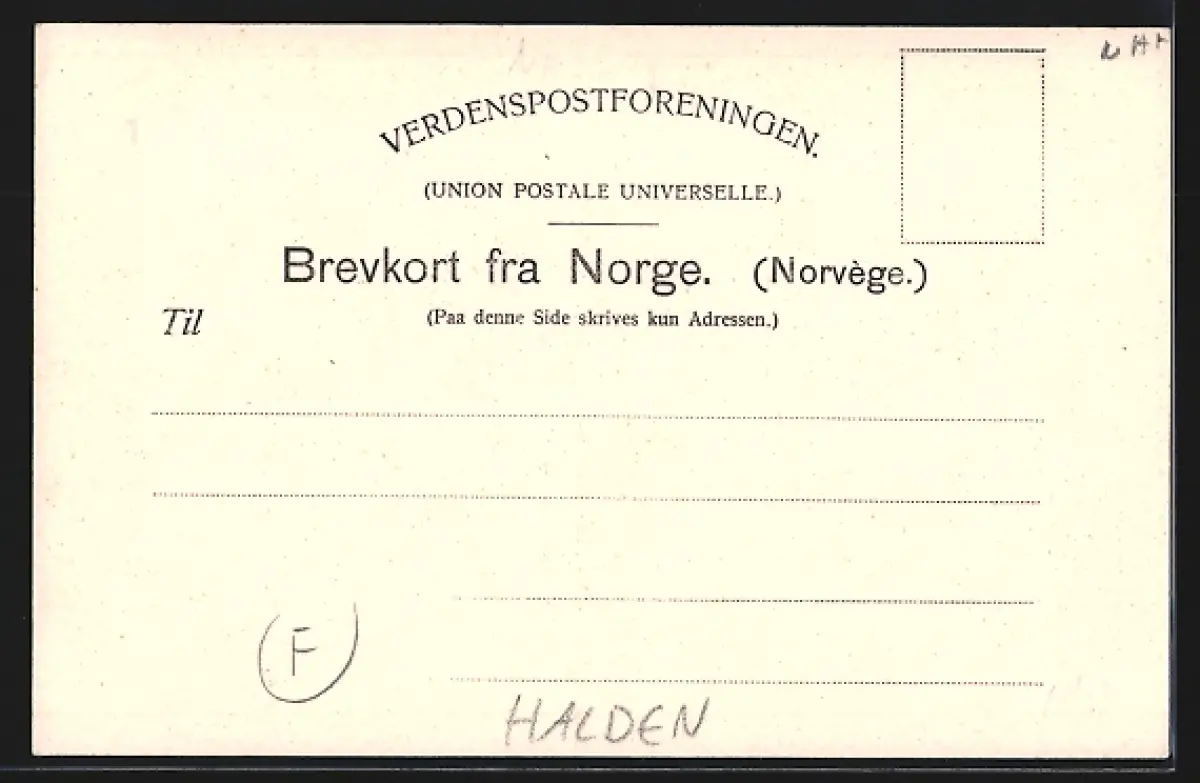 VERDENSPOSTFORENINGEN.
(UNION POSTALE UNIVERSELLE.)
Brevkort fra Norge. (Norvège.)
(Paa denne Side skrives kun Adressen.)
Til
F
HALDEN